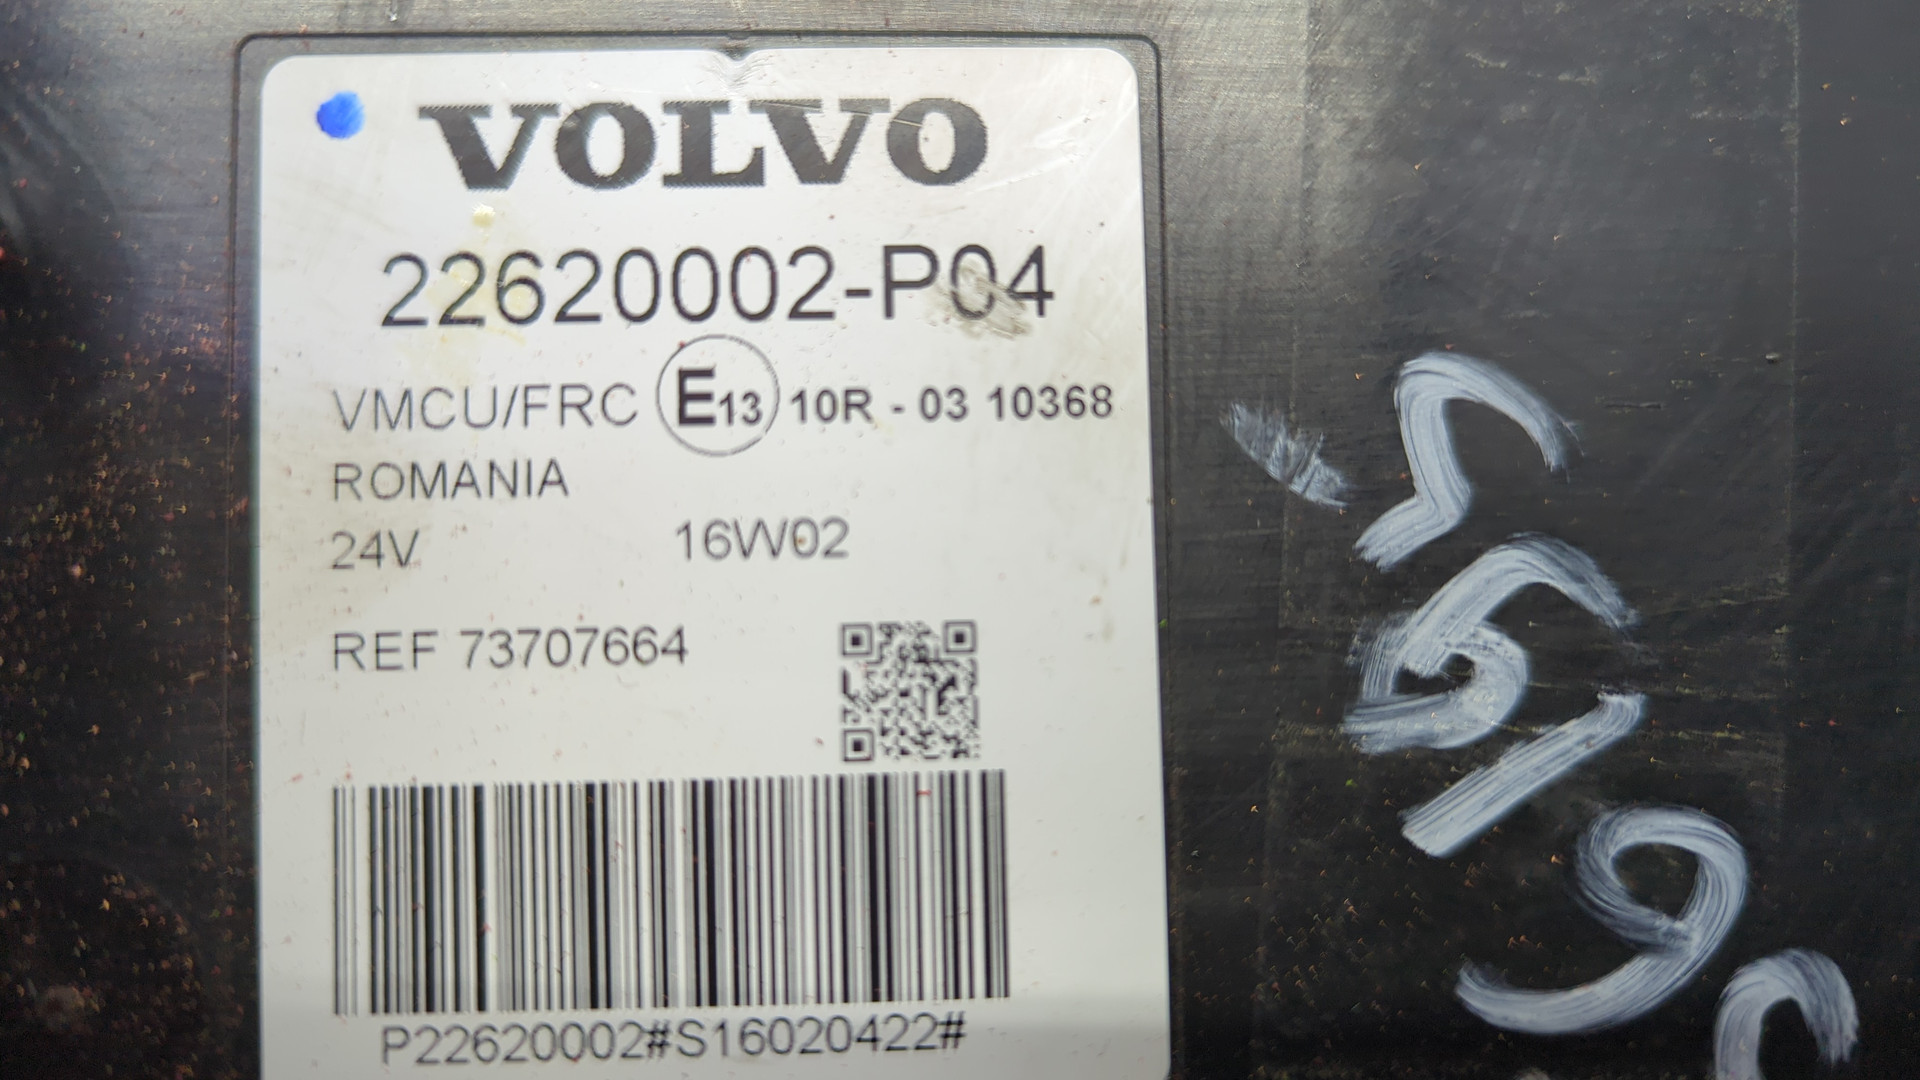 VOLVO
22620002-P04
VMCU/FRC E13 10R - 03 10368
ROMANIA
24V 16W02
REF 73707664
P22620002#S16020422#